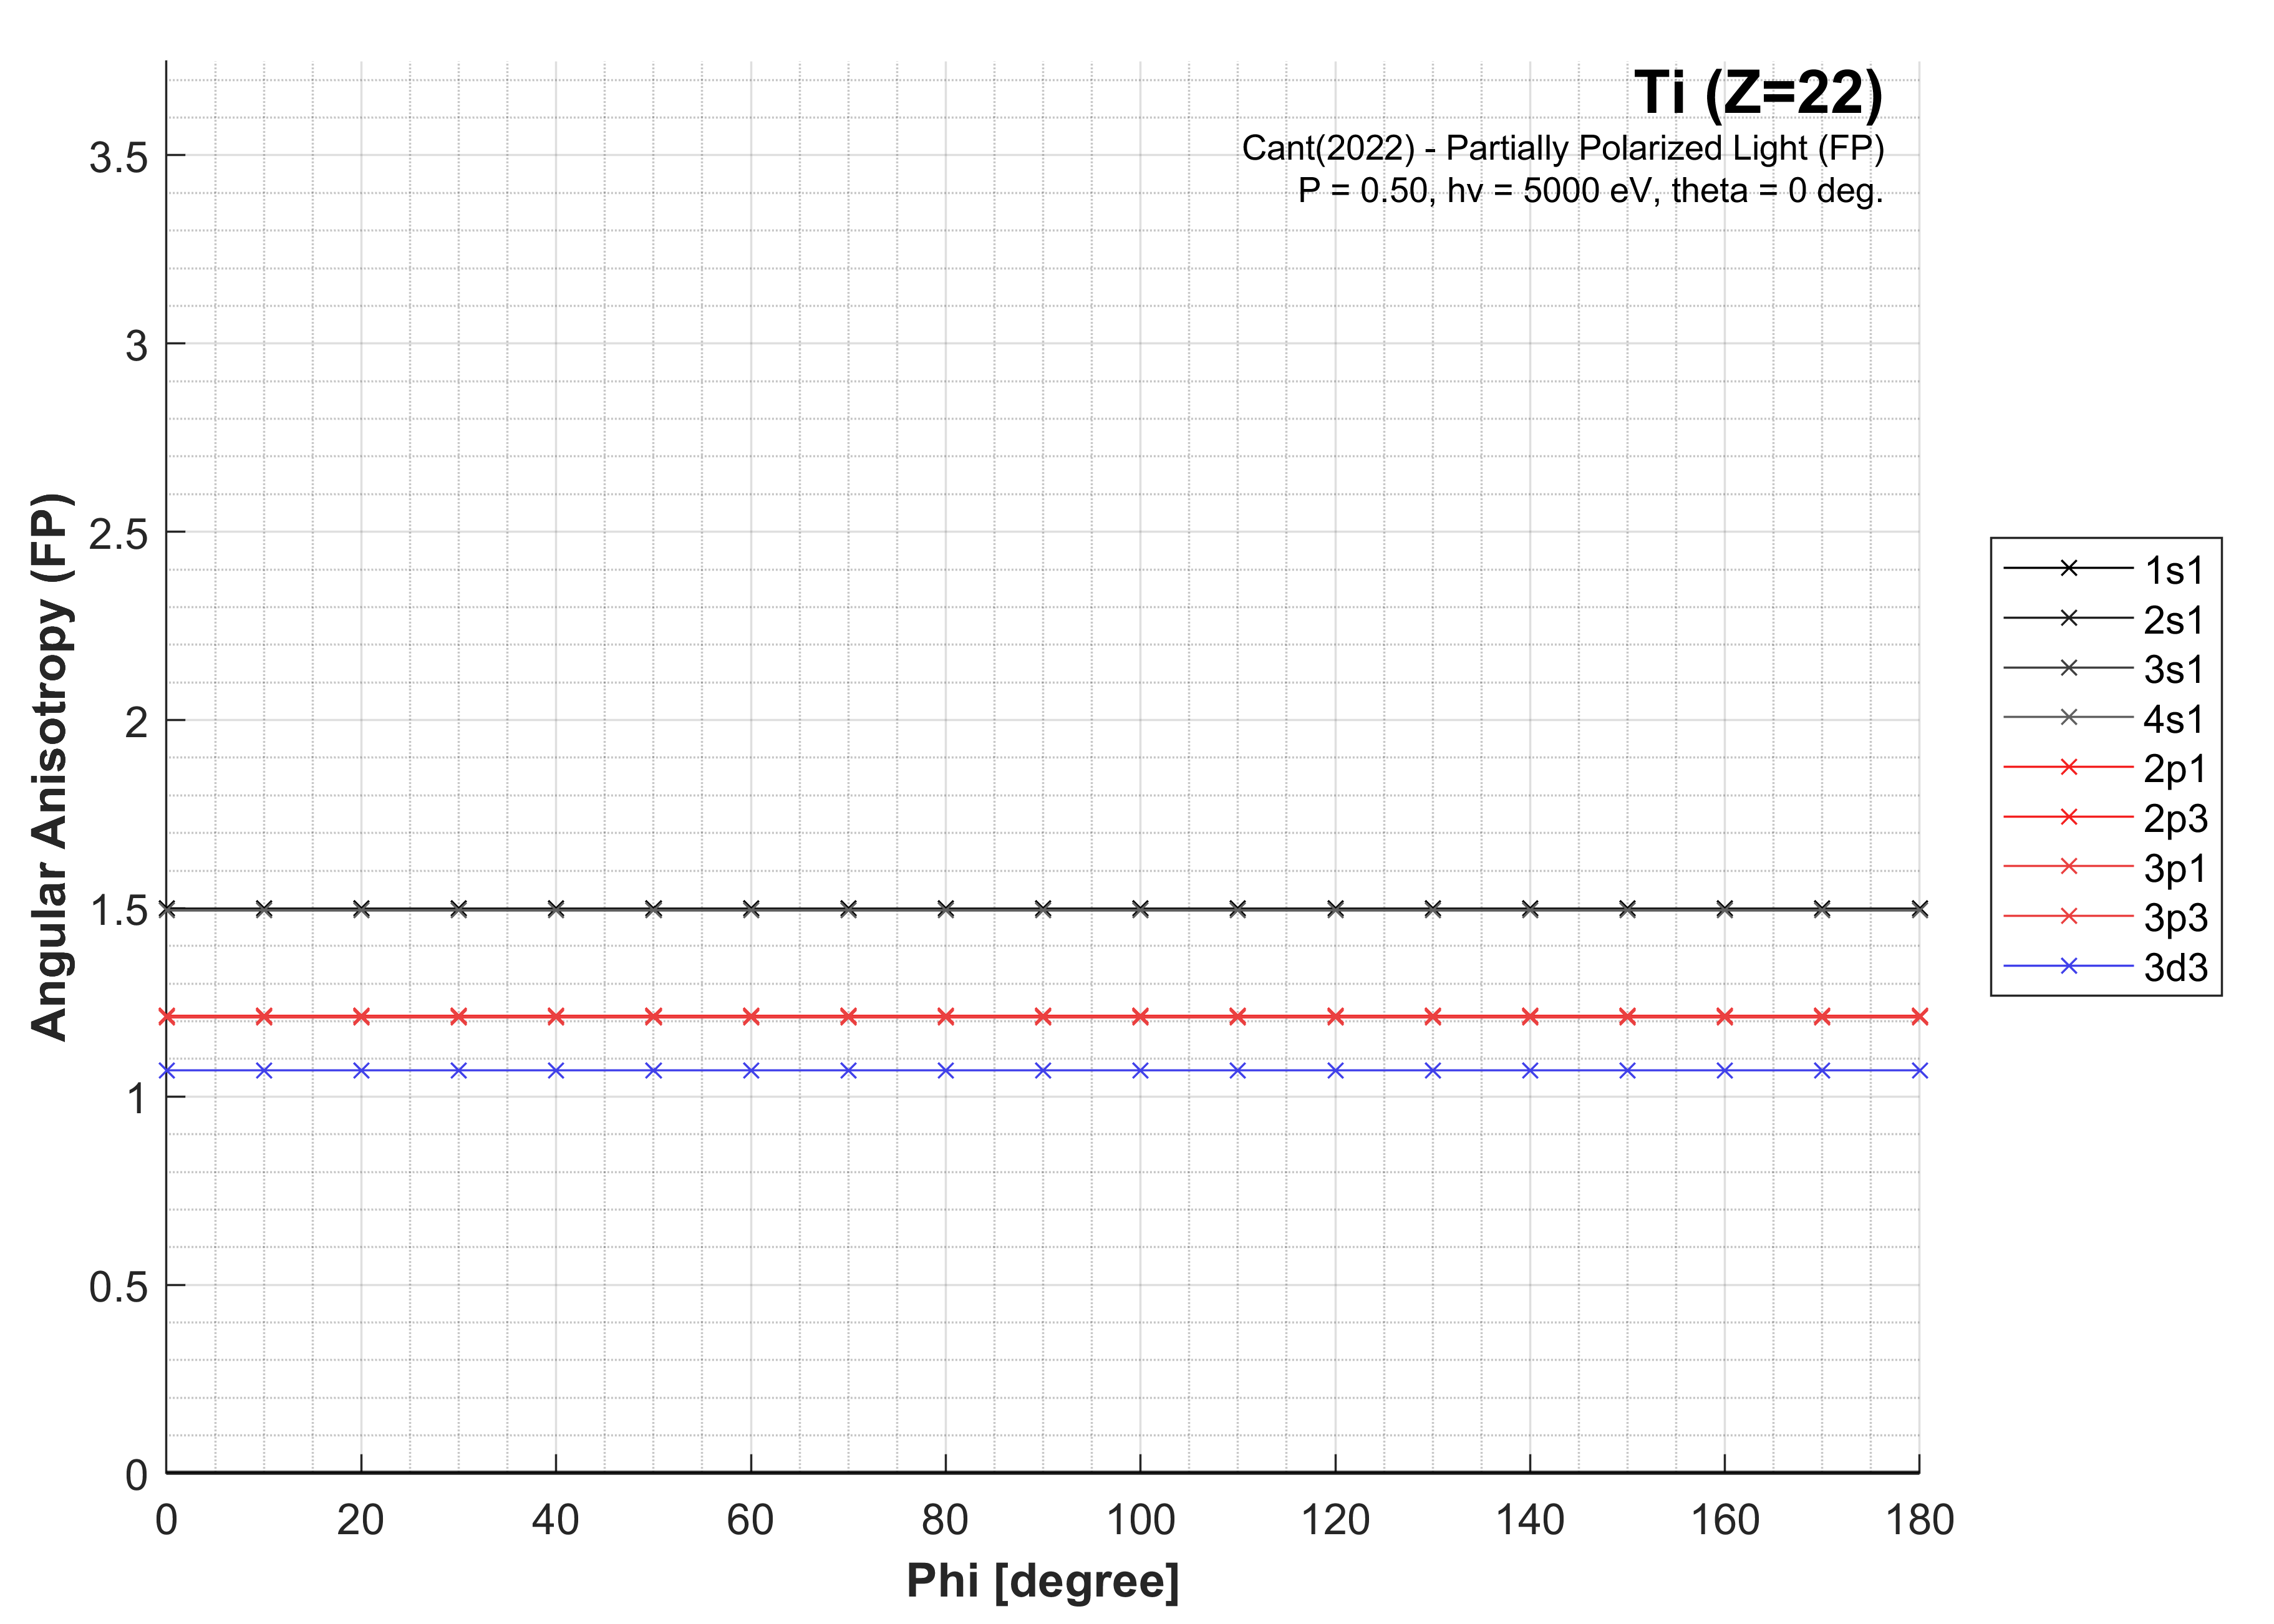 Ti (Z=22)
Cant(2022) - Partially Polarized Light (FP)
P = 0.50, hv = 5000 eV, theta = 0 deg.
Angular Anisotropy (FP)
3.5
3
2.5
2
1.5
1
0.5
0
0 20 40 60 80 100 120 140 160 180
Phi [degree]
1s1
2s1
3s1
4s1
2p1
2p3
3p1
3p3
3d3